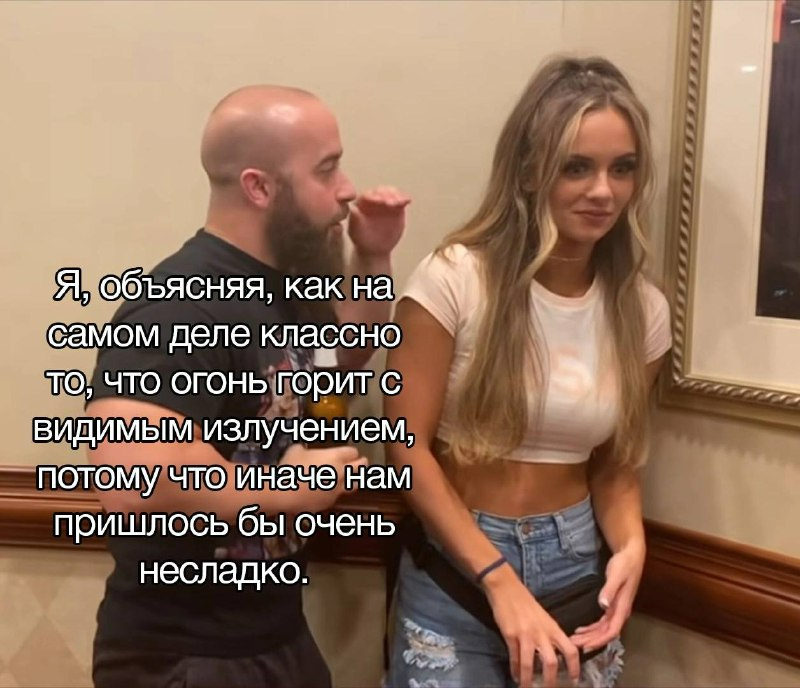 Я, объясняя, как на
самом деле классно
то, что огонь горит с
видимым излучением,
потому что иначе нам
пришлось бы очень
несладко.